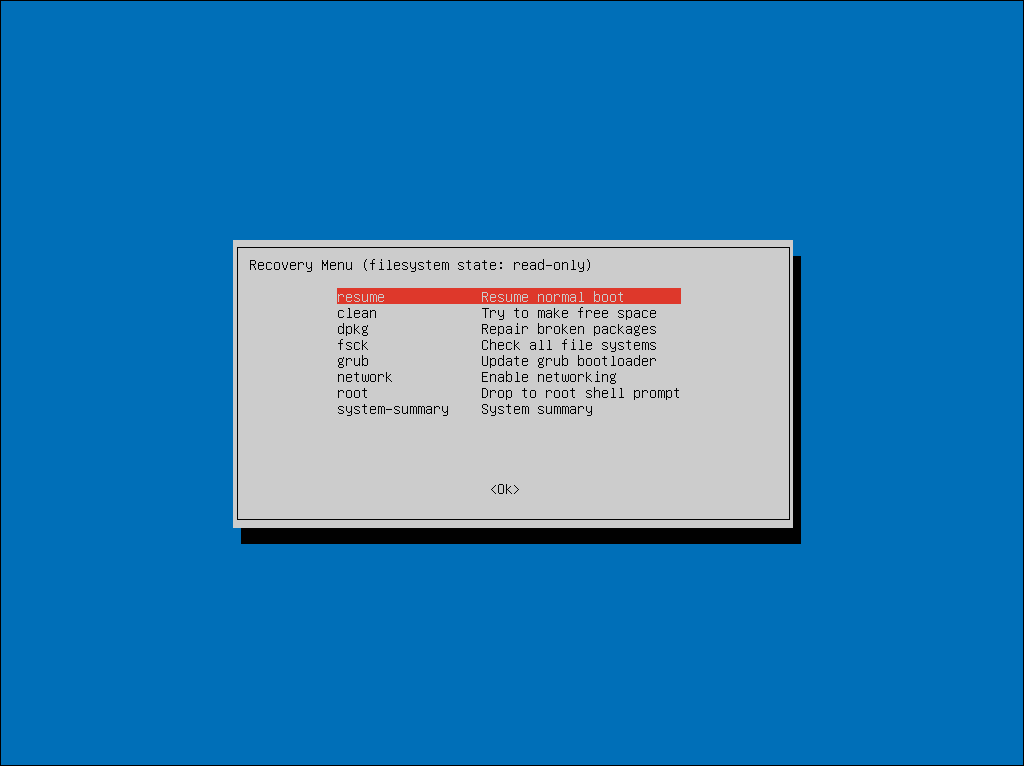 Recovery Menu (filesystem state: read-only)
resume Resume normal boot
clean Try to make free space
dpkg Repair broken packages
fsck Check all file systems
grub Update grub bootloader
network Enable networking
root Drop to root shell prompt
system-summary System summary
<Ok>